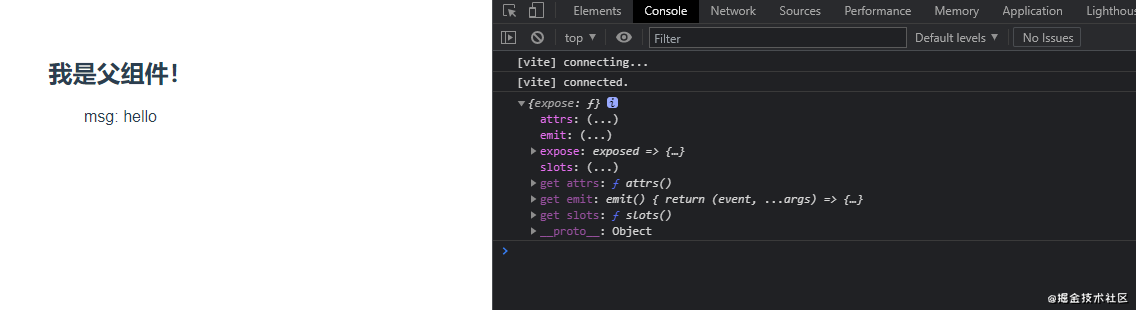 我是父组件!
msg: hello
Elements Console Network Sources Performance Memory Application Lighthou
top Filter Default levels No Issues
[vite] connecting...
[vite] connected.
{expose: ƒ} i
attrs: (...)
emit: (...)
expose: exposed => {…}
slots: (...)
get attrs: ƒ attrs()
get emit: emit() { return (event, ...args) => {…}
get slots: ƒ slots()
__proto__: Object
@掘金技术社区